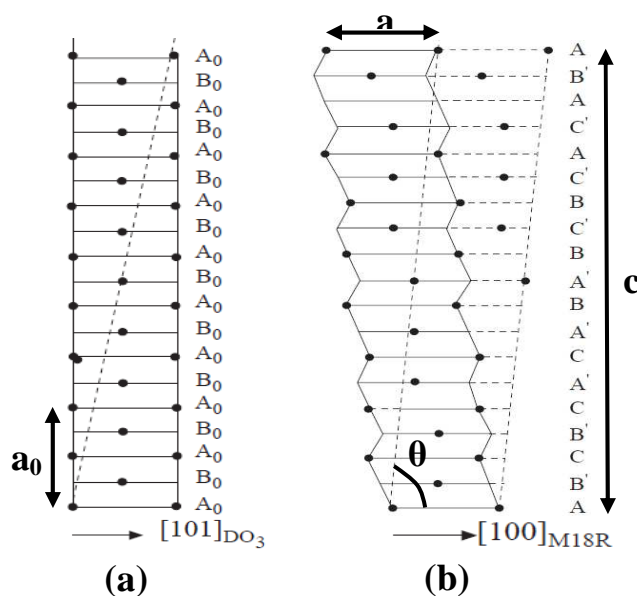 A₀
B₀
A₀
B₀
A₀
B₀
A₀
B₀
A₀
B₀
A₀
B₀
A₀
B₀
A₀
B₀
A₀
B₀
A₀
a₀
[101]DO₃
(a)
a
A
B'
A
C'
A
C'
B
C'
B
A'
B
A'
C
A'
C
B'
C
B'
A
c
θ
[100]M18R
(b)